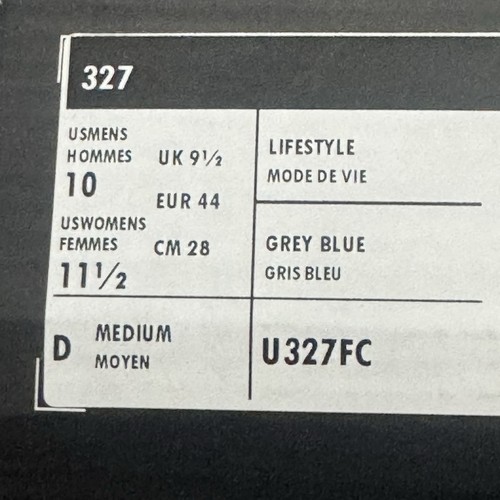 327
USMENS
HOMMES
10
UK 9½
EUR 44
USWOMENS
FEMMES
11½
CM 28
LIFESTYLE
MODE DE VIE
GREY BLUE
GRIS BLEU
D
MEDIUM
MOYEN
U327FC